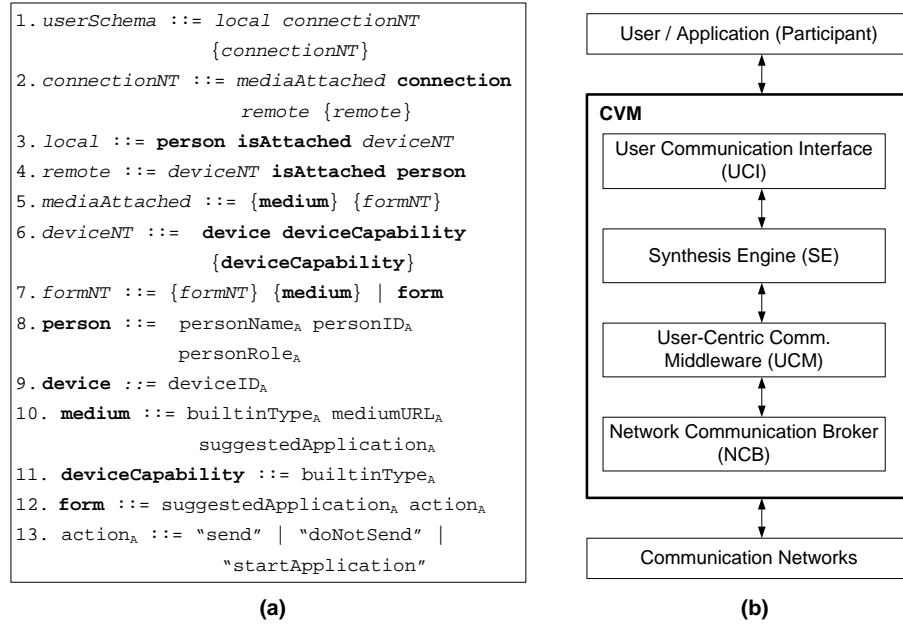 1. userSchema ::= local connectionNT
{connectionNT}
2. connectionNT ::= mediaAttached connection
remote {remote}
3. local ::= person isAttached deviceNT
4. remote ::= deviceNT isAttached person
5. mediaAttached ::= {medium} {formNT}
6. deviceNT ::= device deviceCapability
{deviceCapability}
7. formNT ::= {formNT} {medium} | form
8. person ::= personNameA personIDA
personRoleA
9. device ::= deviceIDA
10. medium ::= builtinTypeA mediumURLA
suggestedApplicationA
11. deviceCapability ::= builtinTypeA
12. form ::= suggestedApplicationA actionA
13. actionA ::= “send” | “doNotSend” |
“startApplication”
(a)
User / Application (Participant)
CVM
User Communication Interface
(UCI)
Synthesis Engine (SE)
User-Centric Comm.
Middleware (UCM)
Network Communication Broker
(NCB)
Communication Networks
(b)